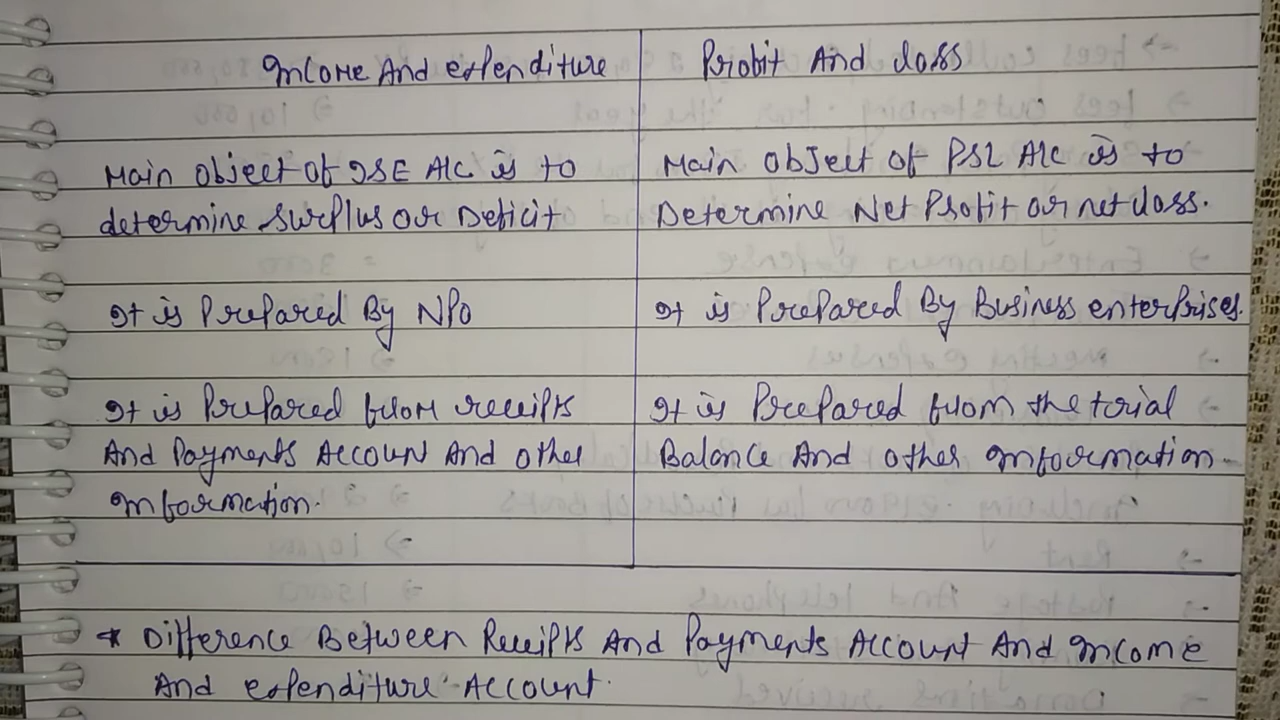 Income And expenditure | Profit And loss
Main object of I&E A/C is to | Main object of P&L A/c is to
determine surplus or Deficit | Determine Net Profit or net loss.
It is Prepared By NPO | It is Prepared By Business enterprises.
It is Prepared from receipts | It is Prepared from the trial
And Payments Account And other | Balance And other Information.
Information.
* Difference Between Receipts And Payments Account And Income
And expenditure Account.